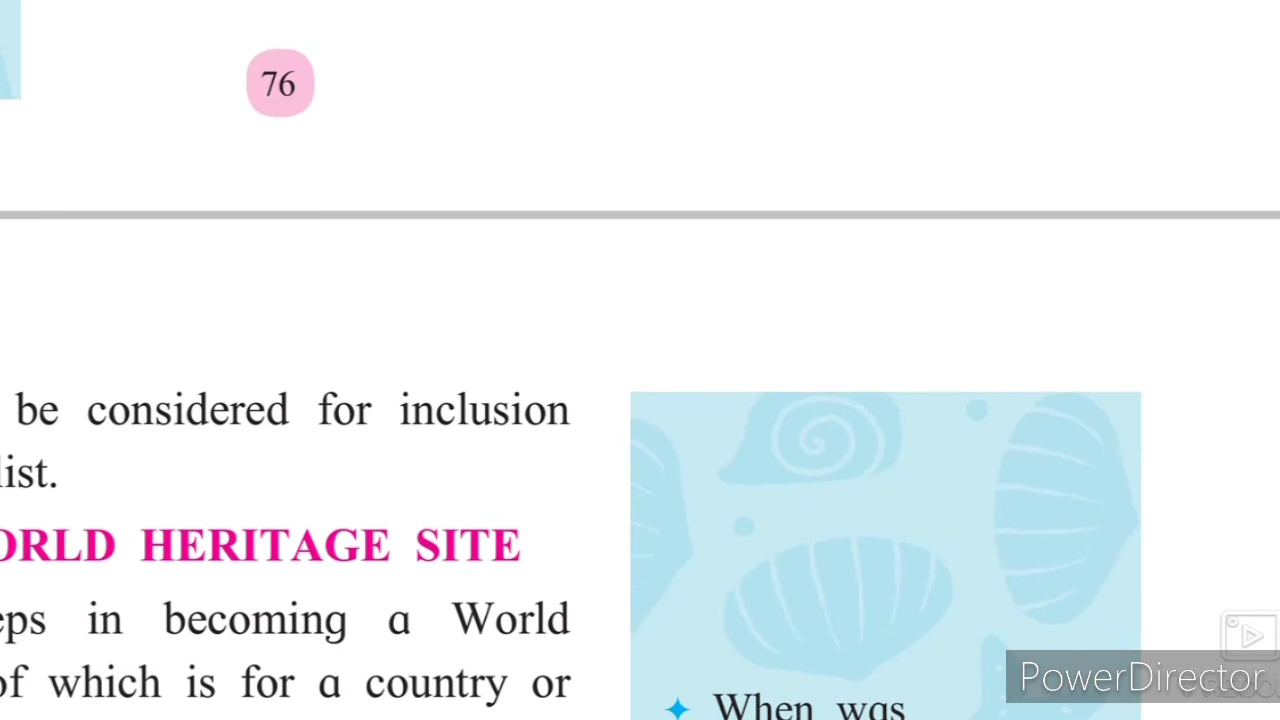 76
be considered for inclusion
list.
ORLD HERITAGE SITE
eps in becoming a World
of which is for a country or
When was
PowerDirector